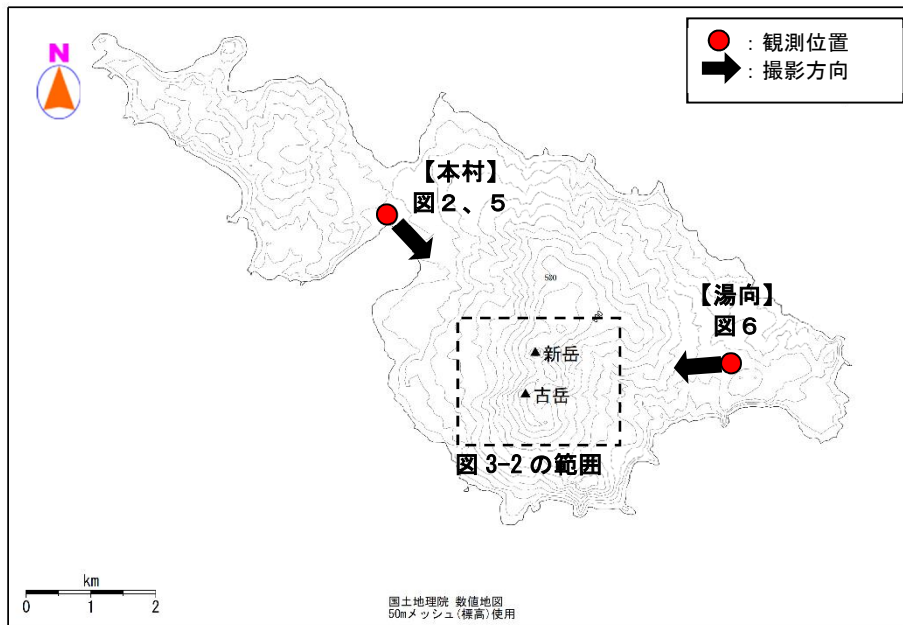 N
：観測位置
：撮影方向
【本村】
図２、５
500
【湯向】
図６
新岳
古岳
図 3-2 の範囲
km
0 1 2
国土地理院 数値地図
50mメッシュ(標高)使用